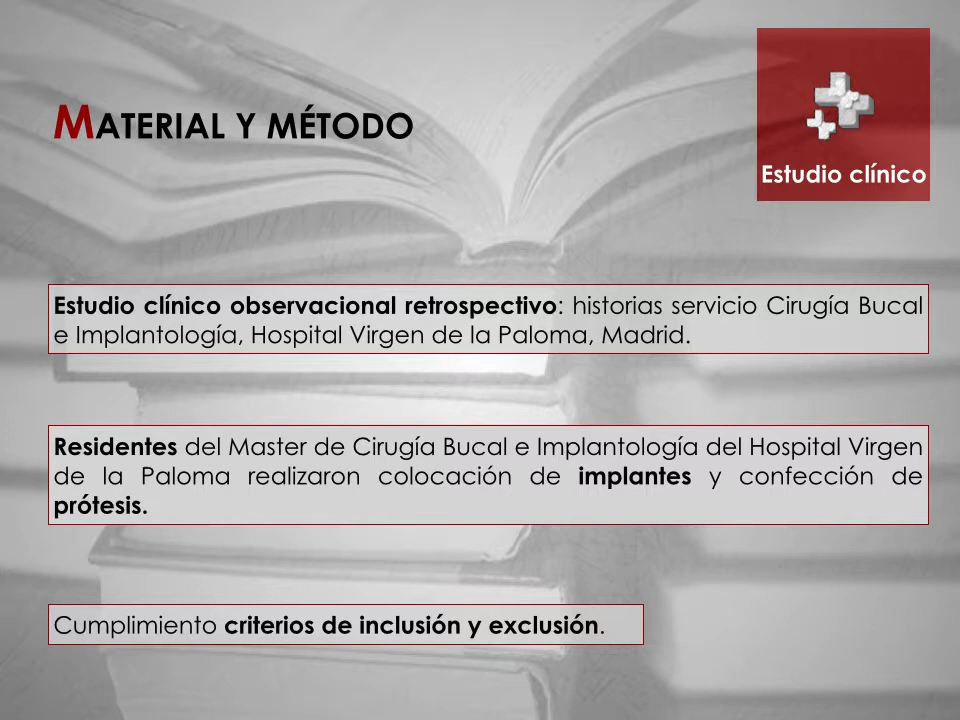 MATERIAL Y MÉTODO
Estudio clínico
Estudio clínico observacional retrospectivo: historias servicio Cirugía Bucal
e Implantología, Hospital Virgen de la Paloma, Madrid.
Residentes del Master de Cirugía Bucal e Implantología del Hospital Virgen
de la Paloma realizaron colocación de implantes y confección de
prótesis.
Cumplimiento criterios de inclusión y exclusión.